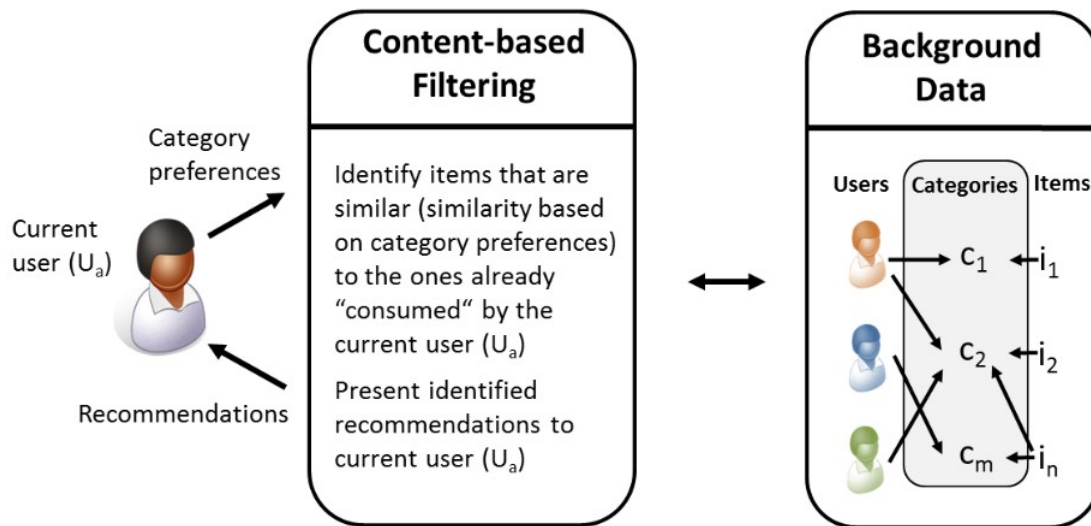 Content-based
Filtering
Background
Data
Category
preferences
Current
user (Uₐ)
Recommendations
Identify items that are
similar (similarity based
on category preferences)
to the ones already
“consumed“ by the
current user (Uₐ)
Present identified
recommendations to
current user (Uₐ)
Users
Categories
Items
c₁
i₁
c₂
i₂
cₘ
iₙ